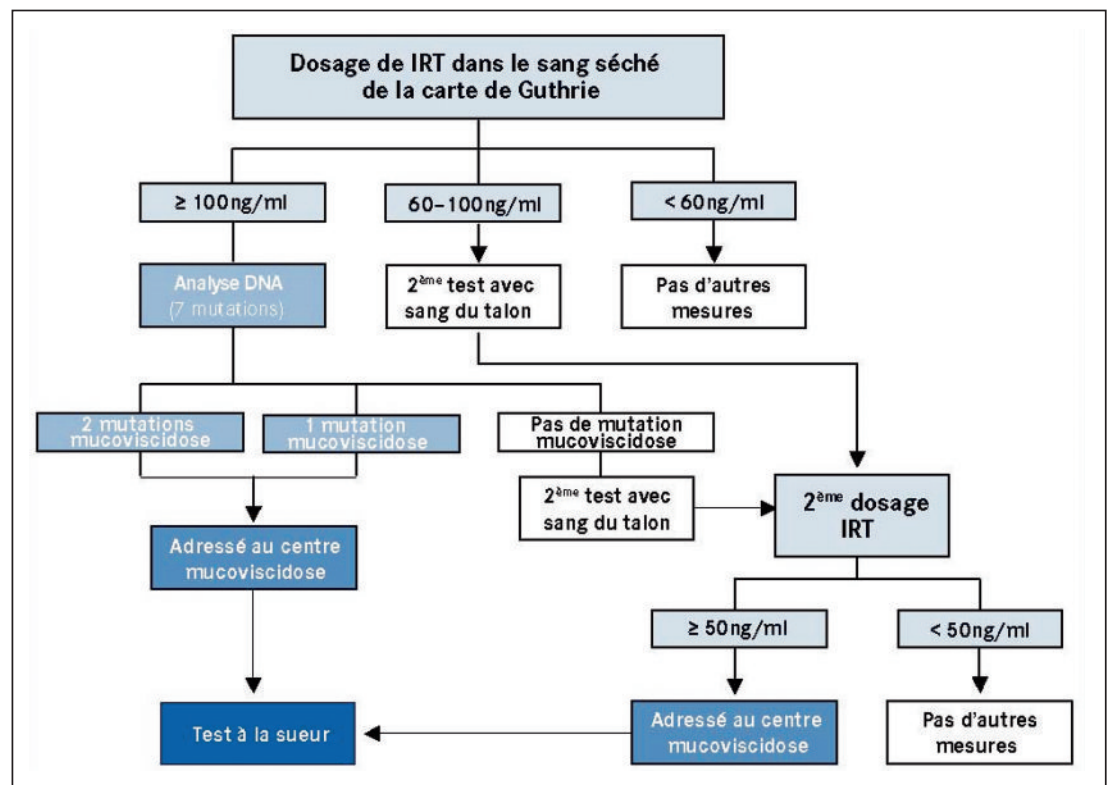 Dosage de IRT dans le sang séché
de la carte de Guthrie
≥ 100ng/ml
60–100ng/ml
< 60ng/ml
Analyse DNA
(7 mutations)
2ème test avec
sang du talon
Pas d'autres
mesures
2 mutations
mucoviscidose
1 mutation
mucoviscidose
Pas de mutation
mucoviscidose
2ème test avec
sang du talon
2ème dosage
IRT
Adressé au centre
mucoviscidose
≥ 50ng/ml
< 50ng/ml
Test à la sueur
Adressé au centre
mucoviscidose
Pas d'autres
mesures